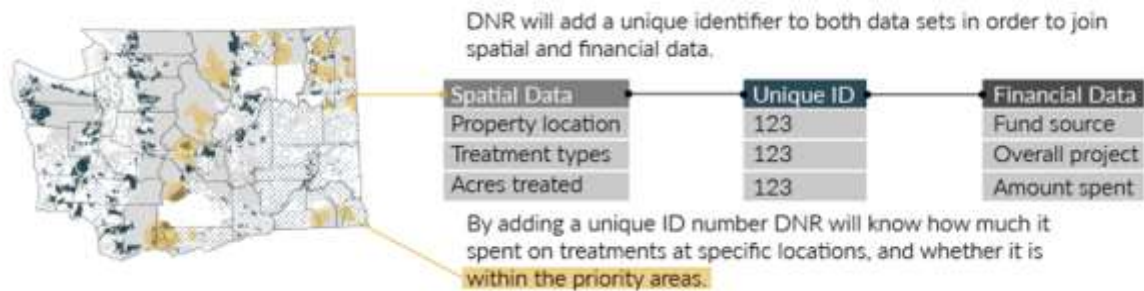 DNR will add a unique identifier to both data sets in order to join
spatial and financial data.
Spatial Data Unique ID Financial Data
Property location 123 Fund source
Treatment types 123 Overall project
Acres treated 123 Amount spent
By adding a unique ID number DNR will know how much it
spent on treatments at specific locations, and whether it is
within the priority areas.